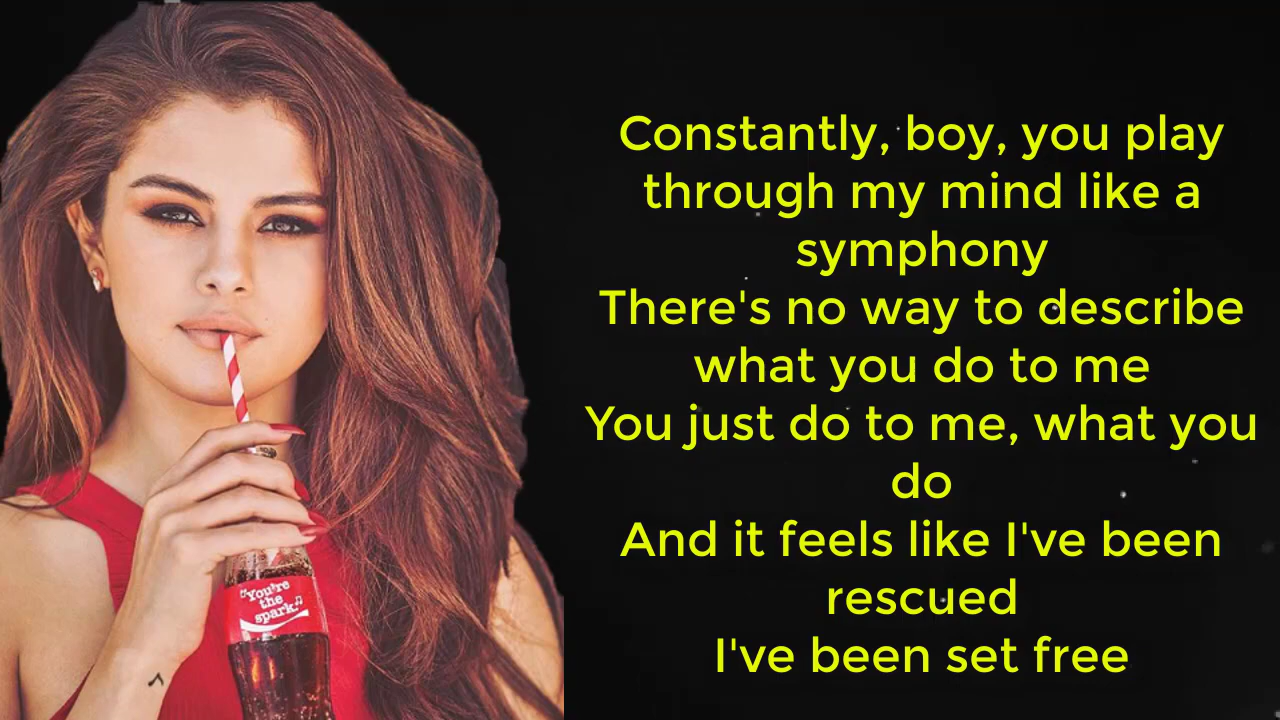 Constantly, boy, you play
through my mind like a
symphony
There's no way to describe
what you do to me
You just do to me, what you
do
And it feels like I've been
rescued
I've been set free
"You're
the
spark."♫